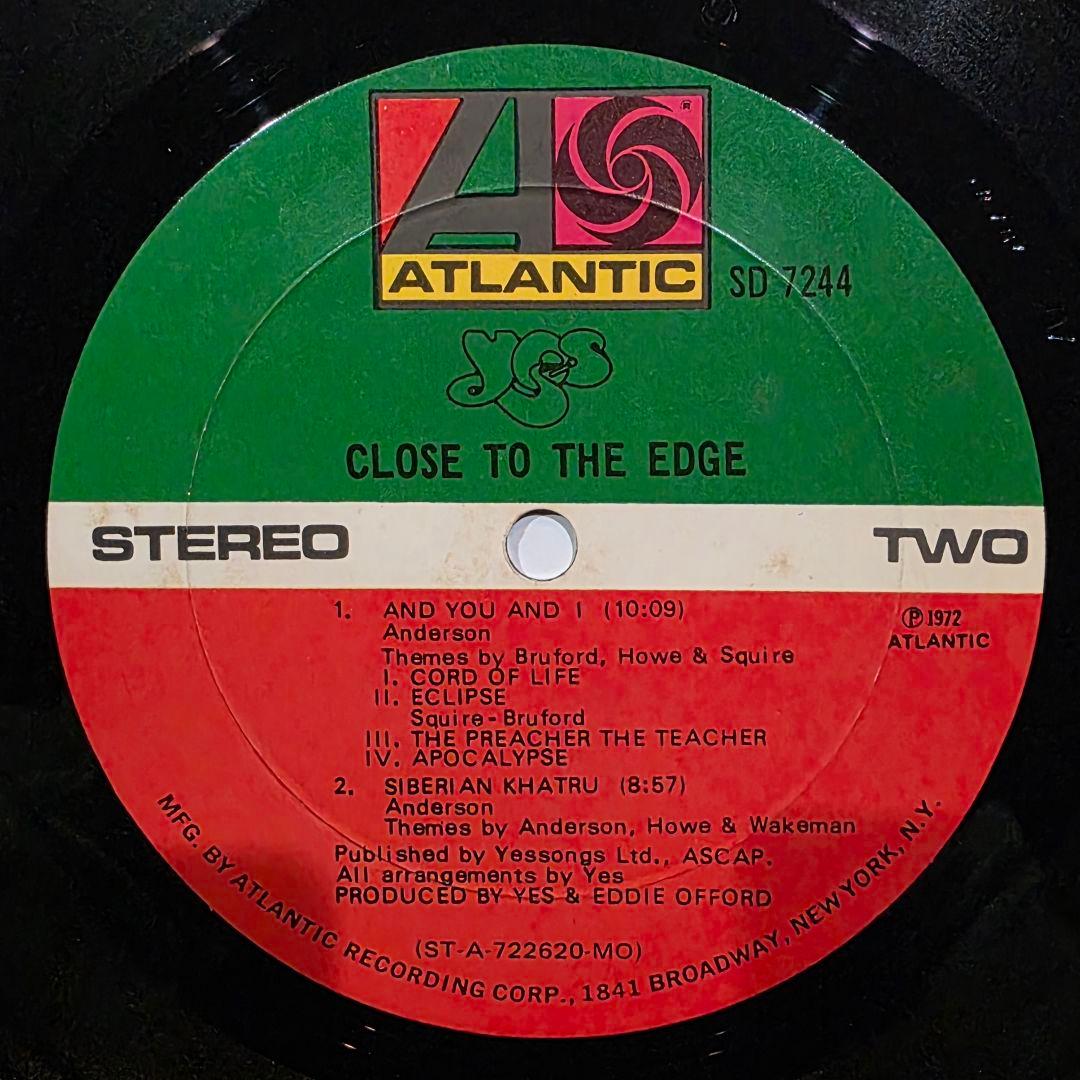 ®
ATLANTIC
SD 7244
yes
CLOSE TO THE EDGE
STEREO
TWO
1. AND YOU AND I (10:09)
Anderson
Themes by Bruford, Howe & Squire
I. CORD OF LIFE
II. ECLIPSE
Squire-Bruford
III. THE PREACHER THE TEACHER
IV. APOCALYPSE
2. SIBERIAN KHATRU (8:57)
Anderson
Themes by Anderson, Howe & Wakeman
Published by Yessongs Ltd., ASCAP.
All arrangements by Yes
PRODUCED BY YES & EDDIE OFFORD
℗ 1972
ATLANTIC
(ST-A-722620-MO)
MFG. BY ATLANTIC RECORDING CORP., 1841 BROADWAY, NEW YORK, N.Y.